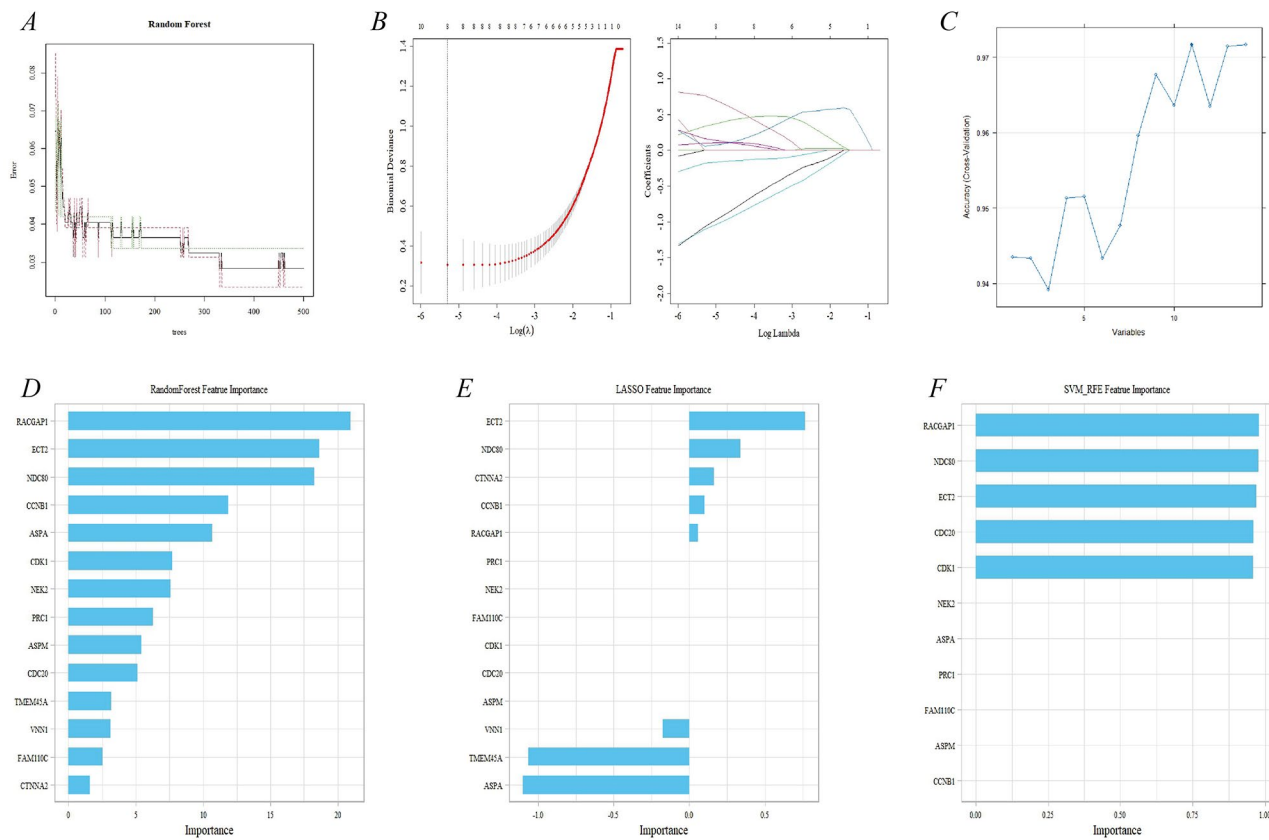 A
Random Forest
Error
0.08
0.07
0.06
0.05
0.04
0.03
0 100 200 300 400 500
trees
B
10 9 9 9 9 8 8 8 8 7 6 7 6 6 6 5 5 5 3 1 1 1 1 0
Binomial Deviance
1.4
1.2
1.0
0.8
0.6
0.4
0.2
-6 -5 -4 -3 -2 -1
Log(λ)
14 8 8 6 5 1
Coefficients
1.5
1.0
0.5
0.0
-0.5
-1.0
-1.5
-2.0
-6 -5 -4 -3 -2 -1
Log Lambda
C
Accuracy (Cross-Validation)
0.97
0.96
0.95
0.94
5 10
Variables
D
RandomForest Featrue Importance
RACGAP1
ECT2
NDC80
CCNB1
ASPA
CDK1
NEK2
PRC1
ASPM
CDC20
TMEM45A
VNN1
FAM110C
CTNNA2
0 5 10 15 20
Importance
E
LASSO Featrue Importance
ECT2
NDC80
CTNNA2
CCNB1
RACGAP1
PRC1
NEK2
FAM110C
CDK1
CDC20
ASPM
VNN1
TMEM45A
ASPA
-1.0 -0.5 0.0 0.5
Importance
F
SVM_RFE Featrue Importance
RACGAP1
NDC80
ECT2
CDC20
CDK1
NEK2
ASPA
PRC1
FAM110C
ASPM
CCNB1
0.00 0.25 0.50 0.75 1.00
Importance